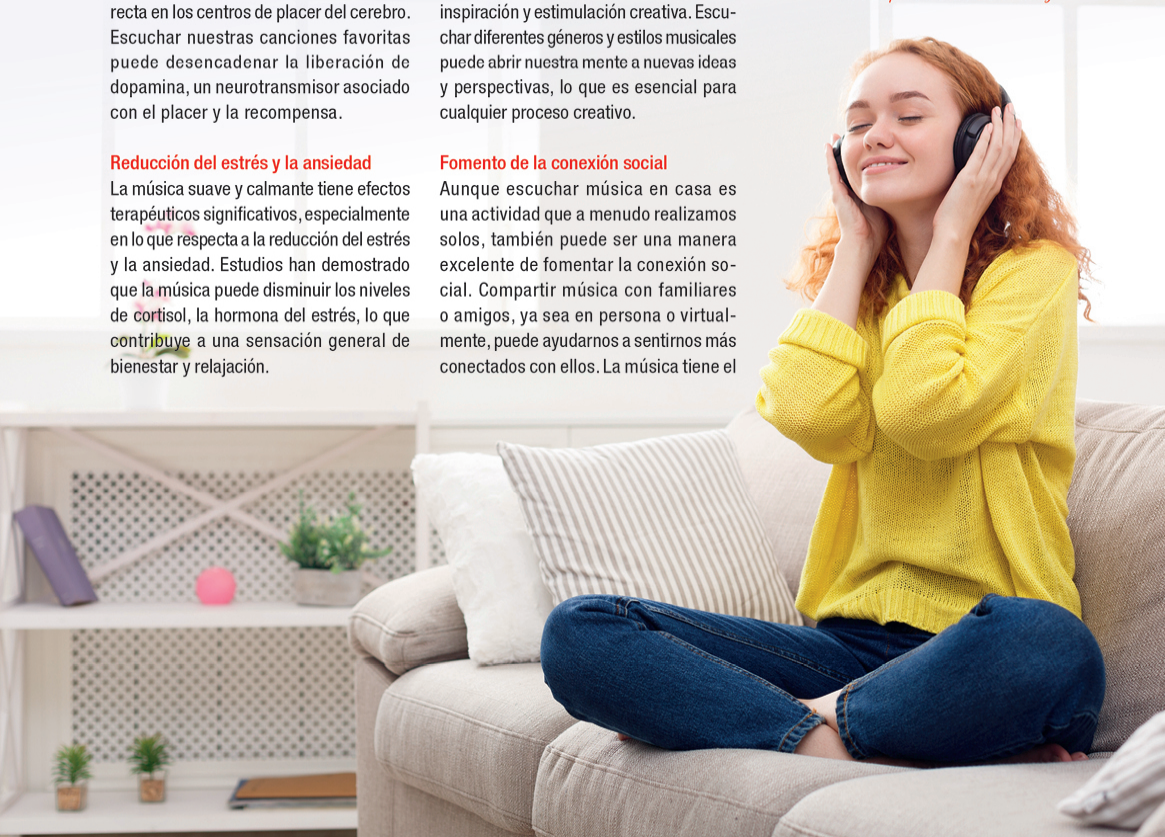 recta en los centros de placer del cerebro.
Escuchar nuestras canciones favoritas
puede desencadenar la liberación de
dopamina, un neurotransmisor asociado
con el placer y la recompensa.
Reducción del estrés y la ansiedad
La música suave y calmante tiene efectos
terapéuticos significativos, especialmente
en lo que respecta a la reducción del estrés
y la ansiedad. Estudios han demostrado
que la música puede disminuir los niveles
de cortisol, la hormona del estrés, lo que
contribuye a una sensación general de
bienestar y relajación.
inspiración y estimulación creativa. Escu-
char diferentes géneros y estilos musicales
puede abrir nuestra mente a nuevas ideas
y perspectivas, lo que es esencial para
cualquier proceso creativo.
Fomento de la conexión social
Aunque escuchar música en casa es
una actividad que a menudo realizamos
solos, también puede ser una manera
excelente de fomentar la conexión so-
cial. Compartir música con familiares
o amigos, ya sea en persona o virtual-
mente, puede ayudarnos a sentirnos más
conectados con ellos. La música tiene el